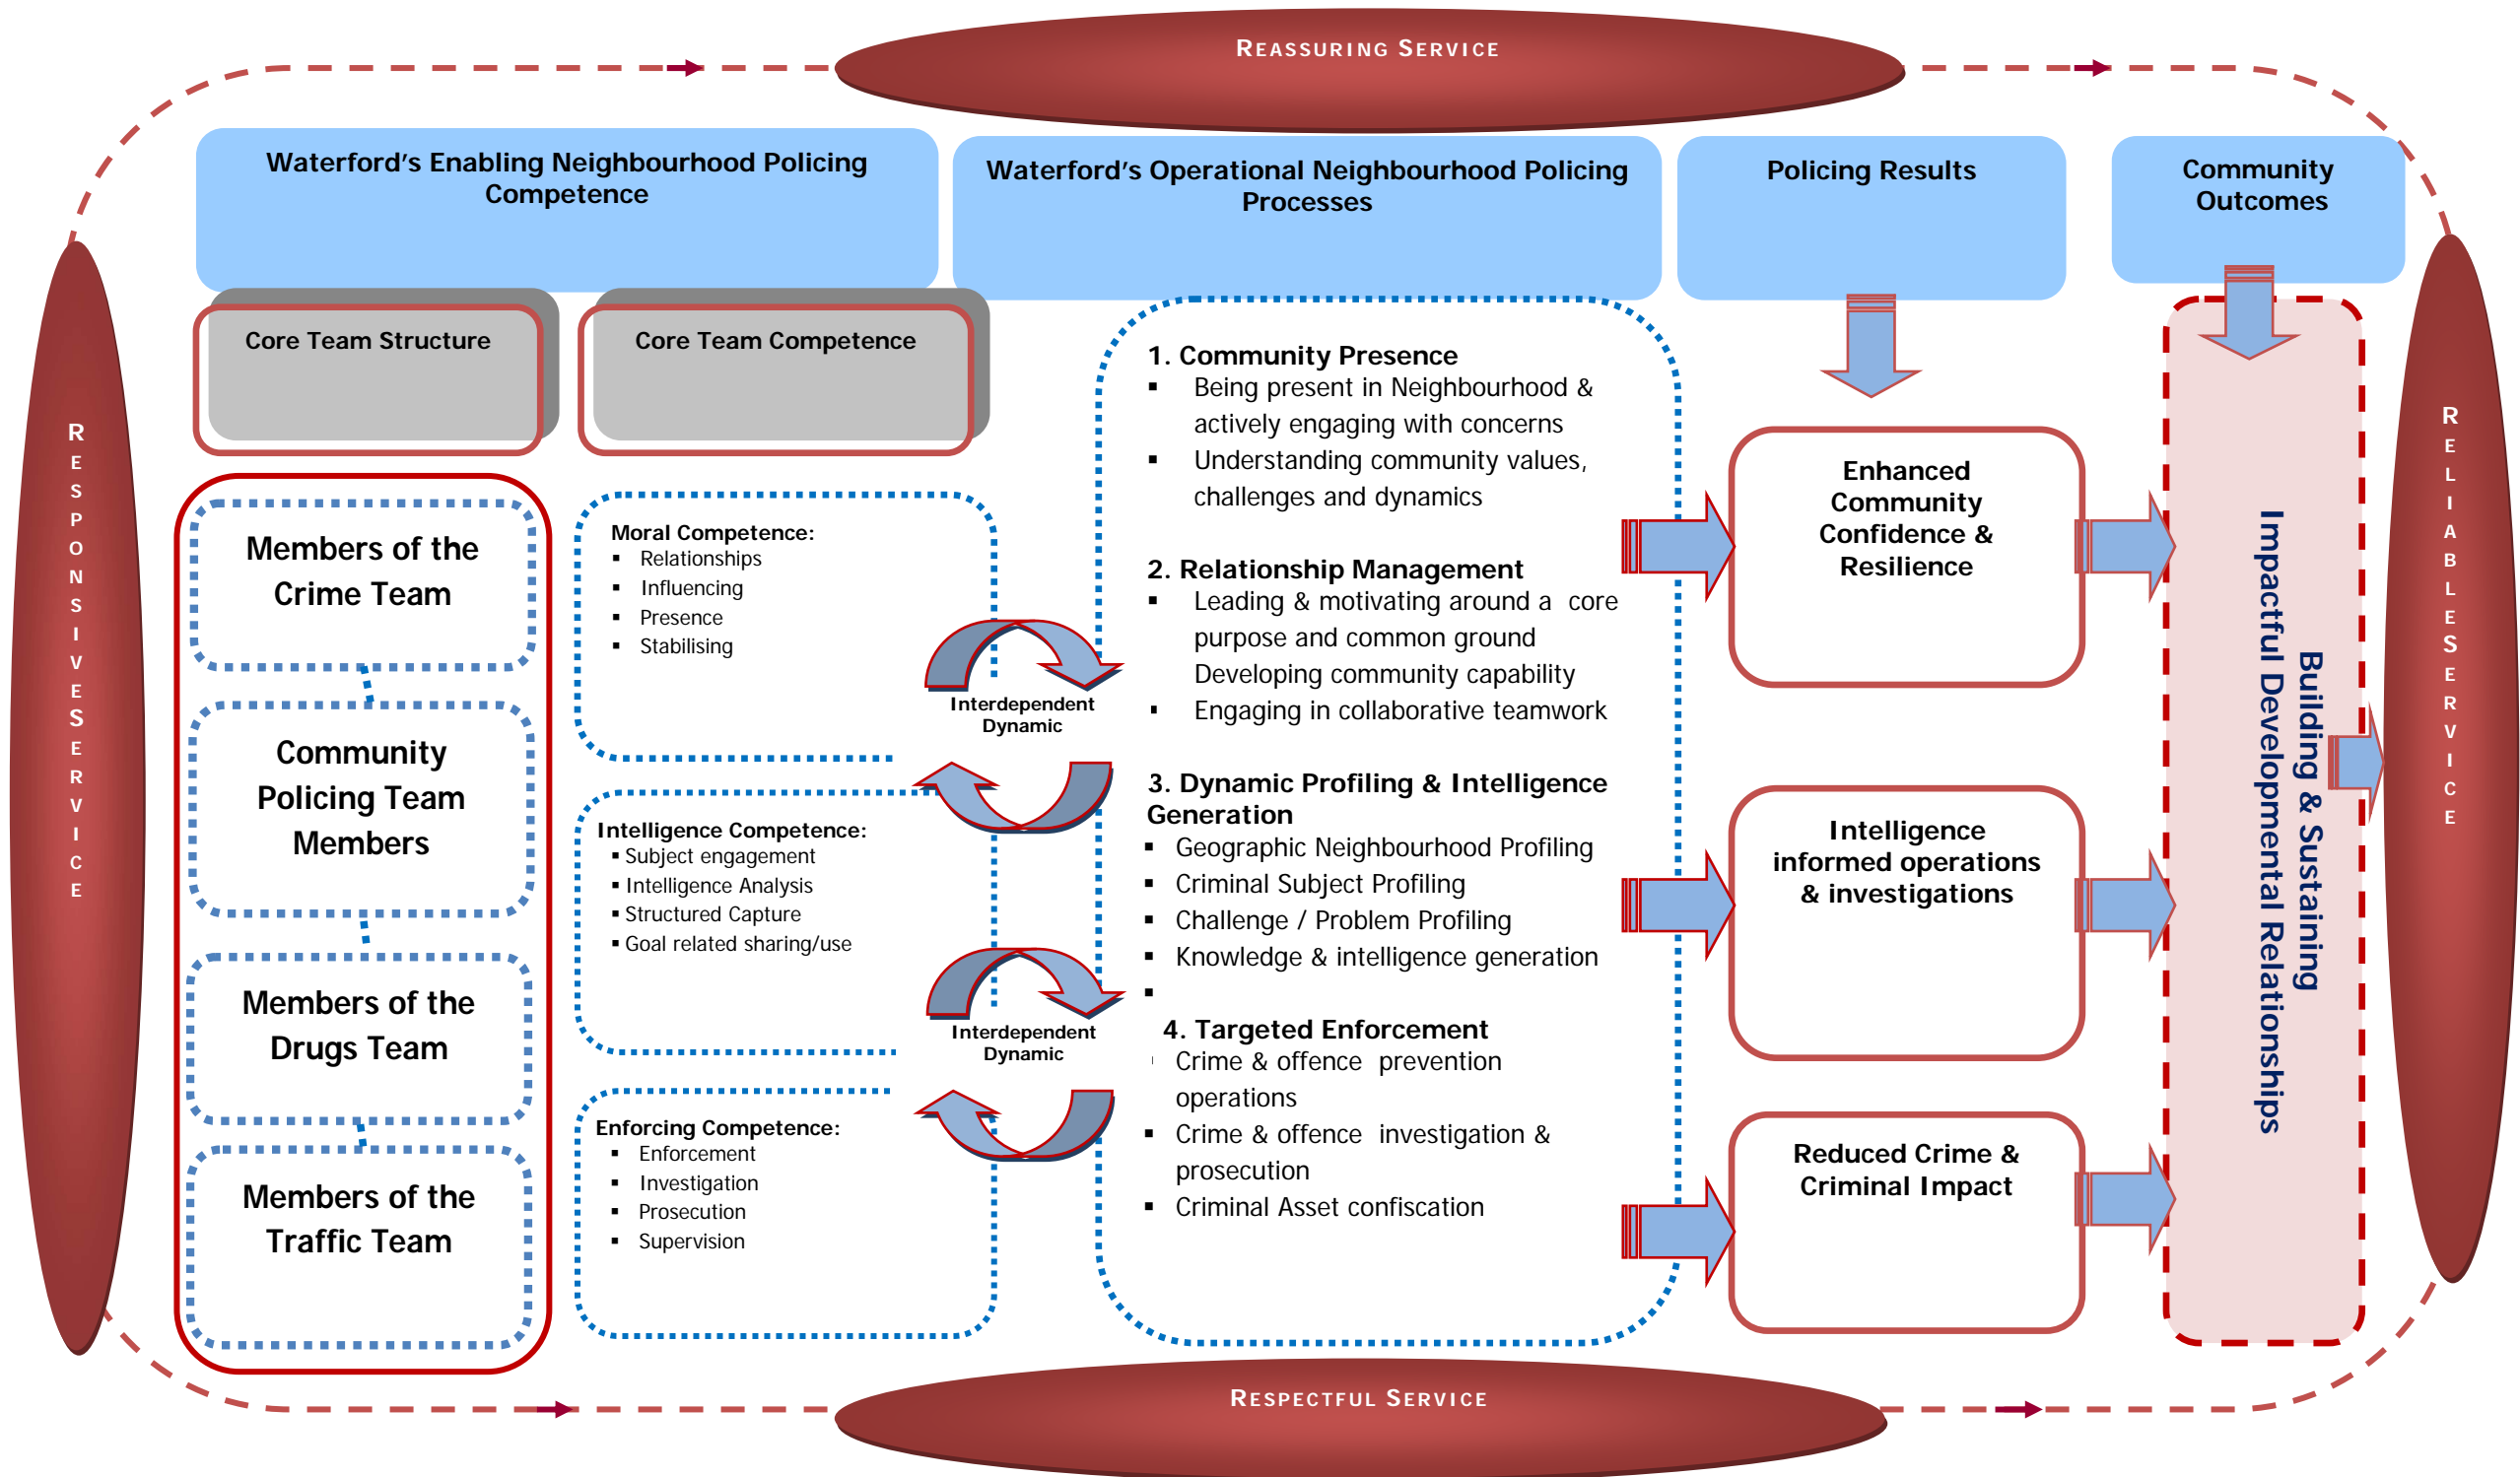 REASSURING SERVICE
Waterford's Enabling Neighbourhood Policing
Competence
Waterford's Operational Neighbourhood Policing
Processes
Policing Results
Community
Outcomes
RESPONSIVE SERVICE
Core Team Structure
Core Team Competence
Members of the
Crime Team
Community
Policing Team
Members
Members of the
Drugs Team
Members of the
Traffic Team
Moral Competence:
▪ Relationships
▪ Influencing
▪ Presence
▪ Stabilising
Intelligence Competence:
▪ Subject engagement
▪ Intelligence Analysis
▪ Structured Capture
▪ Goal related sharing/use
Enforcing Competence:
▪ Enforcement
▪ Investigation
▪ Prosecution
▪ Supervision
Interdependent
Dynamic
Interdependent
Dynamic
1. Community Presence
▪ Being present in Neighbourhood &
actively engaging with concerns
▪ Understanding community values,
challenges and dynamics
2. Relationship Management
▪ Leading & motivating around a core
purpose and common ground
Developing community capability
▪ Engaging in collaborative teamwork
3. Dynamic Profiling & Intelligence
Generation
▪ Geographic Neighbourhood Profiling
▪ Criminal Subject Profiling
▪ Challenge / Problem Profiling
▪ Knowledge & intelligence generation
▪
4. Targeted Enforcement
▪ Crime & offence prevention
operations
▪ Crime & offence investigation &
prosecution
▪ Criminal Asset confiscation
Enhanced
Community
Confidence &
Resilience
Intelligence
informed operations
& investigations
Reduced Crime &
Criminal Impact
Building & Sustaining
Impactful Developmental Relationships
RELIABLE SERVICE
RESPECTFUL SERVICE